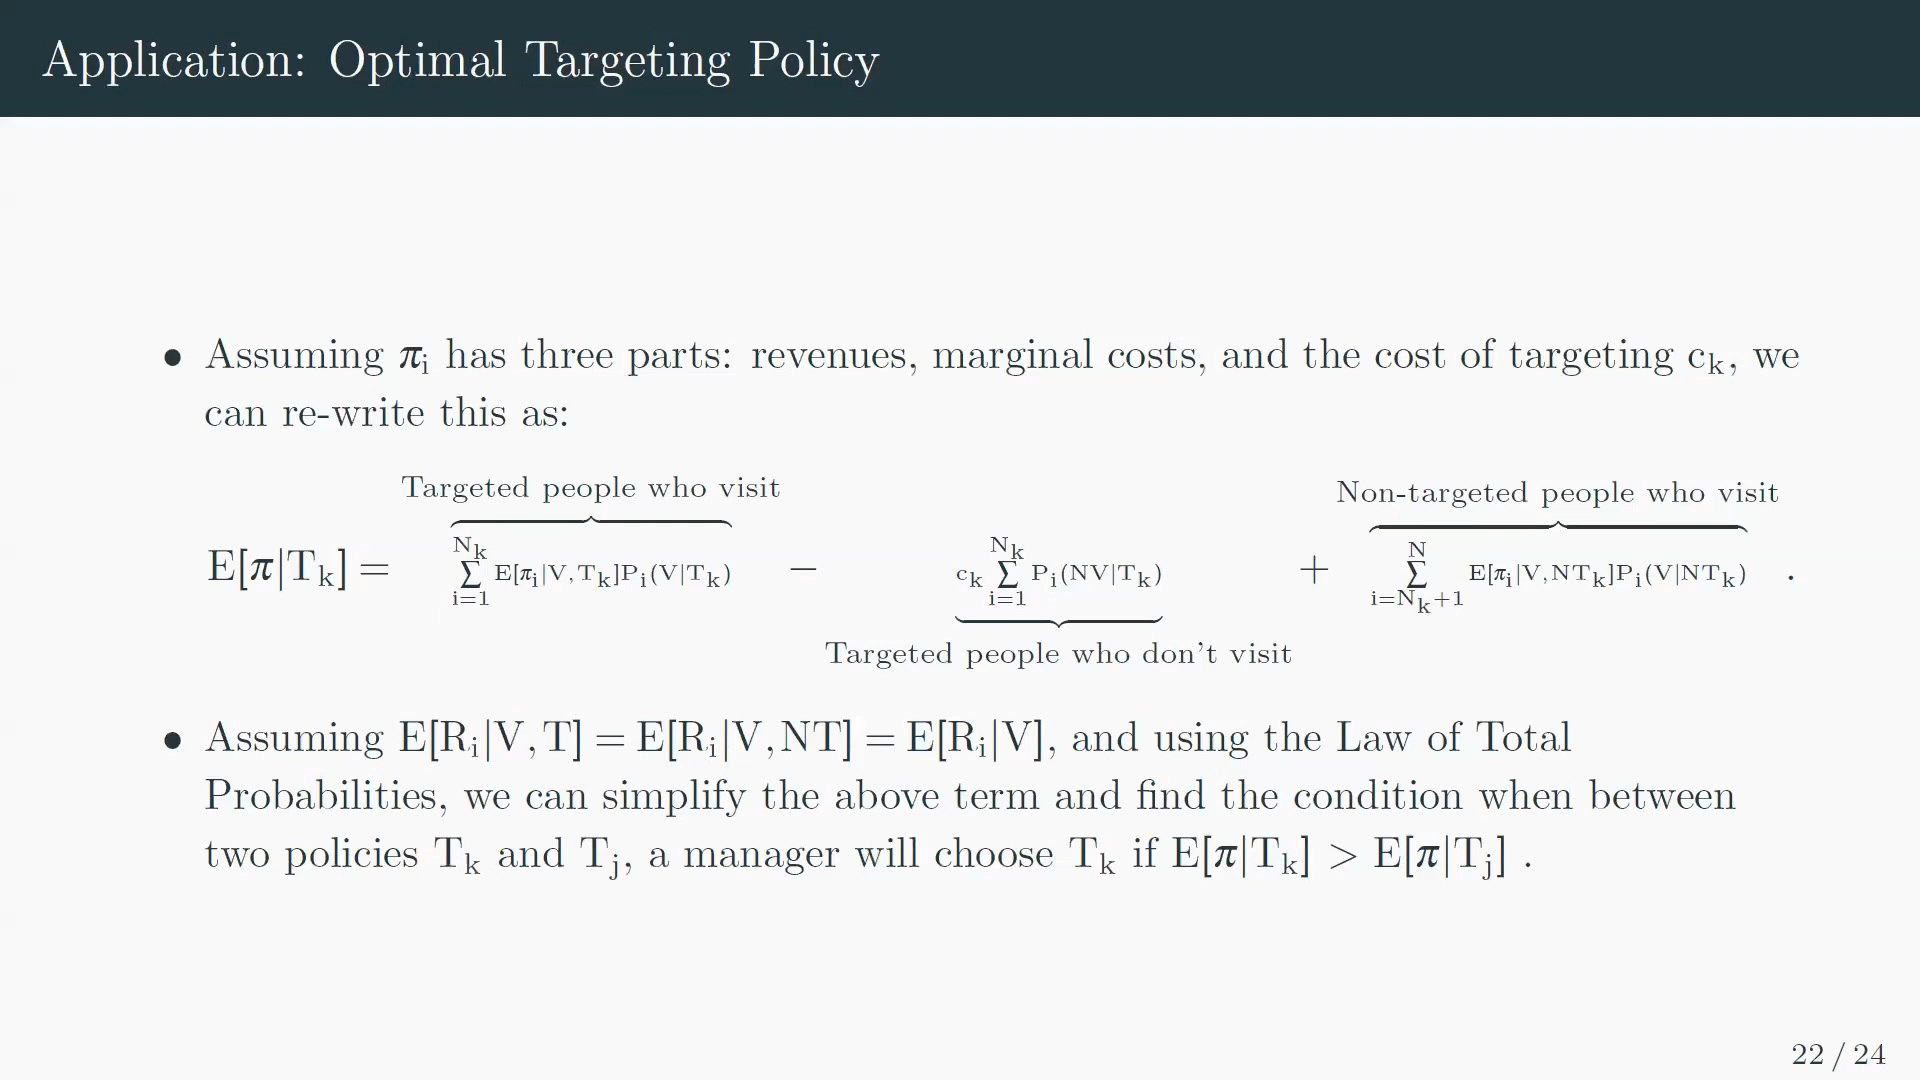 Application: Optimal Targeting Policy
• Assuming πᵢ has three parts: revenues, marginal costs, and the cost of targeting cₖ, we
can re-write this as:
Targeted people who visit
Non-targeted people who visit
E[π|Tₖ] = ∑_{i=1}^{Nₖ} E[πᵢ|V,Tₖ]Pᵢ(V|Tₖ) − cₖ ∑_{i=1}^{Nₖ} Pᵢ(NV|Tₖ) + ∑_{i=Nₖ+1}^{N} E[πᵢ|V,NTₖ]Pᵢ(V|NTₖ) .
Targeted people who don't visit
• Assuming E[Rᵢ|V,T] = E[Rᵢ|V,NT] = E[Rᵢ|V], and using the Law of Total
Probabilities, we can simplify the above term and find the condition when between
two policies Tₖ and Tⱼ, a manager will choose Tₖ if E[π|Tₖ] > E[π|Tⱼ] .
22 / 24